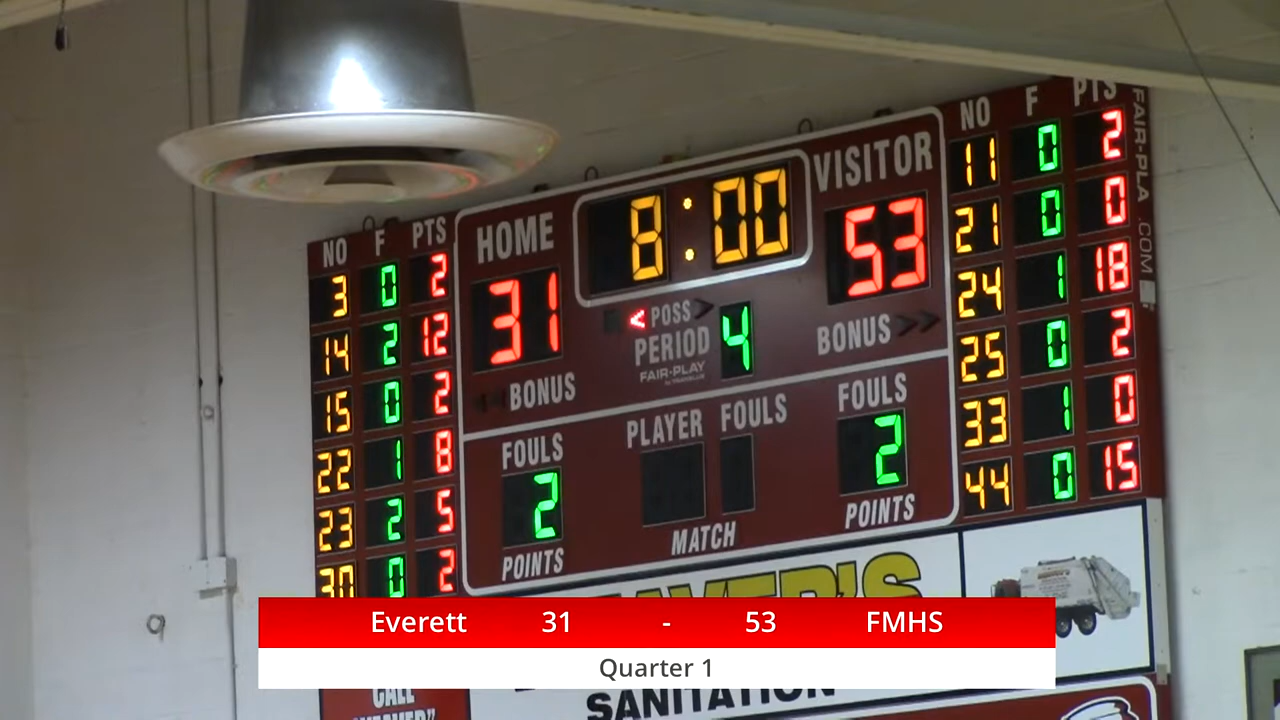 NO F PTS
3 0 2
14 2 12
15 0 2
22 1 8
23 2 5
30 0 2
HOME 8:00 VISITOR
31 53
< POSS >
PERIOD 4
FAIR-PLAY
BONUS BONUS
FOULS PLAYER FOULS FOULS
2 2
POINTS MATCH POINTS
NO F PTS
11 0 2
21 0 0
24 1 18
25 0 2
33 1 0
44 0 15
FAIR-PLA .COM
Everett 31 - 53 FMHS
Quarter 1
SANITATION
CALL